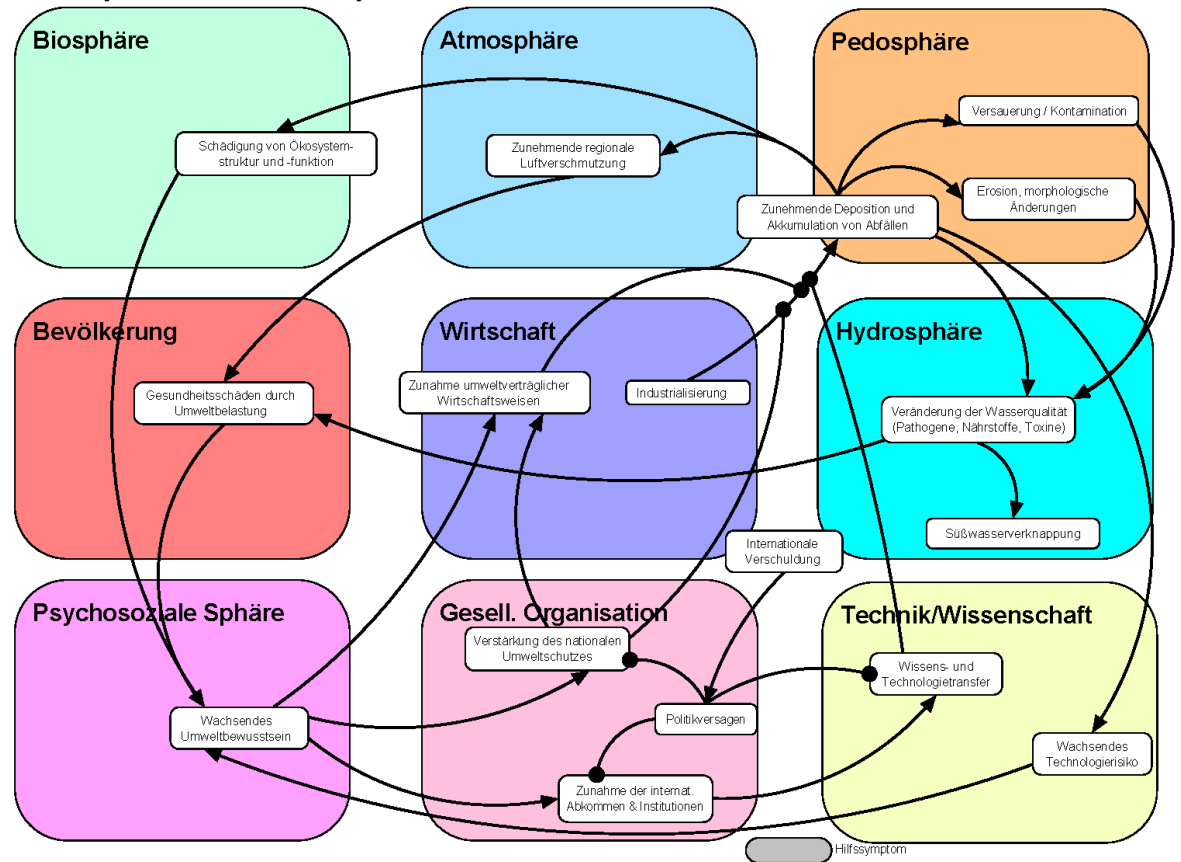 Biosphäre
Atmosphäre
Pedosphäre
Schädigung von Ökosystem-
struktur und -funktion
Zunehmende regionale
Luftverschmutzung
Versauerung / Kontamination
Erosion, morphologische
Änderungen
Zunehmende Deposition und
Akkumulation von Abfällen
Bevölkerung
Wirtschaft
Hydrosphäre
Gesundheitsschäden durch
Umweltbelastung
Zunahme umweltverträglicher
Wirtschaftsweisen
Industrialisierung
Veränderung der Wasserqualität
(Pathogene, Nährstoffe, Toxine)
Süßwasserverknappung
Internationale
Verschuldung
Psychosoziale Sphäre
Gesell. Organisation
Technik/Wissenschaft
Verstärkung des nationalen
Umweltschutzes
Wissens- und
Technologietransfer
Wachsendes
Umweltbewusstsein
Politikversagen
Wachsendes
Technologierisiko
Zunahme der internat.
Abkommen & Institutionen
Hilfssymptom